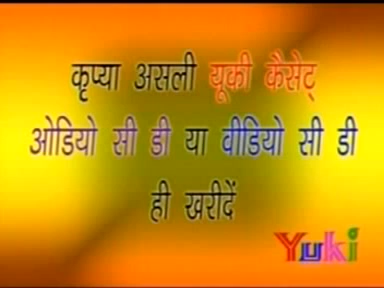 कृप्या असली यूकी कैसेट्
ओडियो सी डी या वीडियो सी डी
ही खरीदें
Yuki